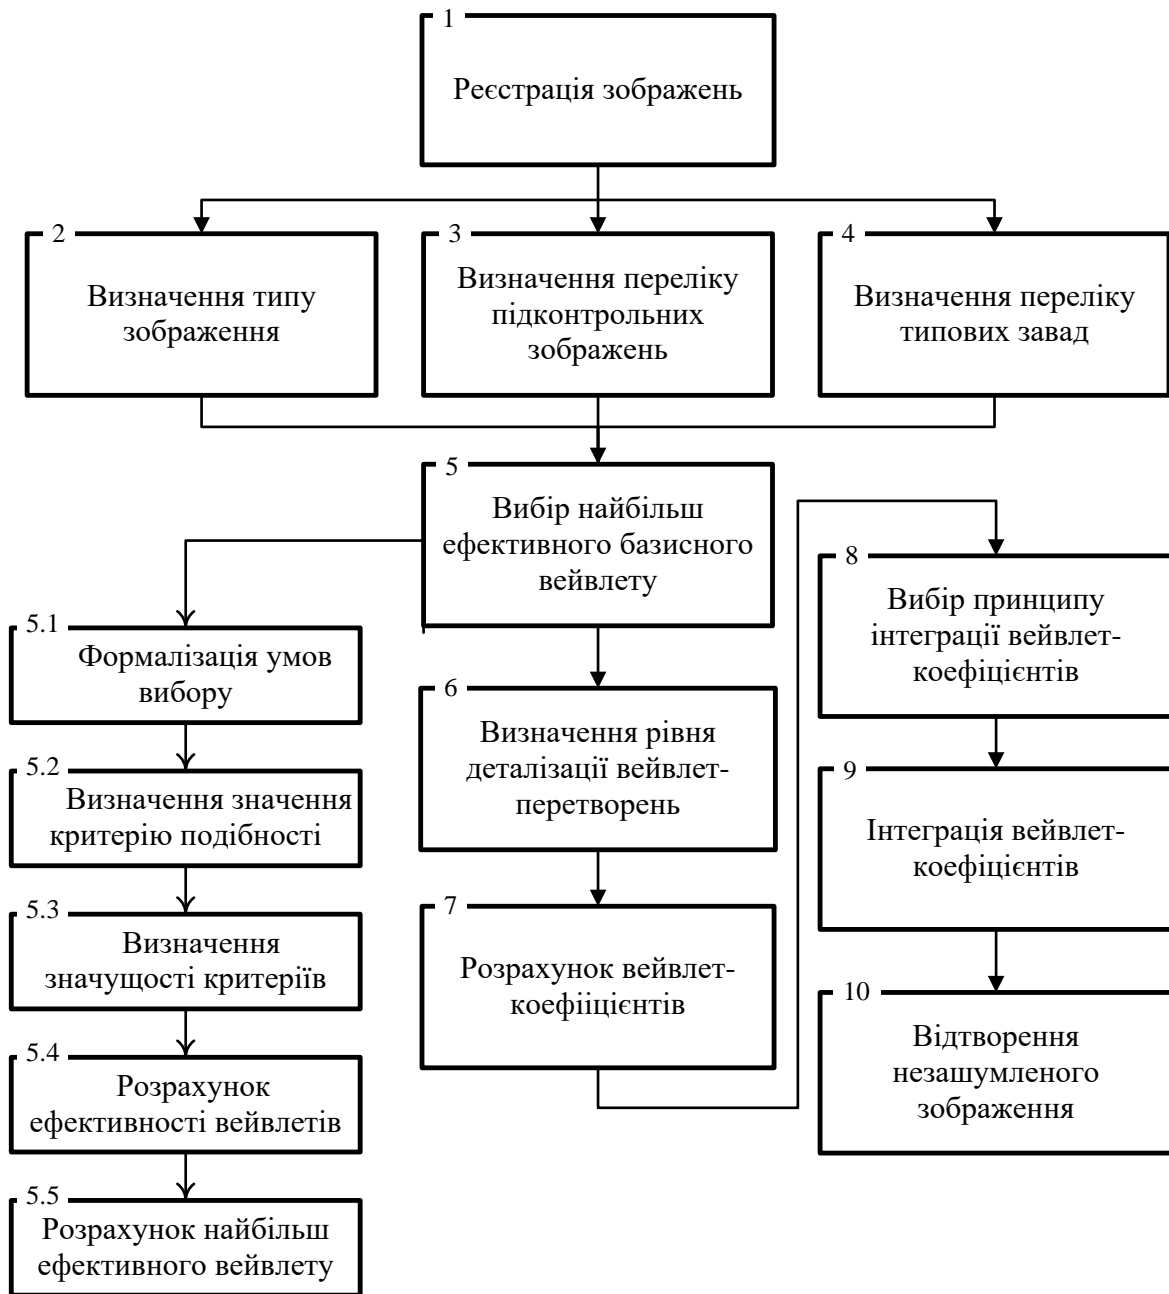 1
Реєстрація зображень
2
Визначення типу
зображення
3
Визначення переліку
підконтрольних
зображень
4
Визначення переліку
типових завад
5
Вибір найбільш
ефективного базисного
вейвлету
5.1
Формалізація умов
вибору
5.2
Визначення значення
критерію подібності
5.3
Визначення
значущості критеріїв
5.4
Розрахунок
ефективності вейвлетів
5.5
Розрахунок найбільш
ефективного вейвлету
6
Визначення рівня
деталізації вейвлет-
перетворень
7
Розрахунок вейвлет-
коефііцієнтів
8
Вибір принципу
інтеграції вейвлет-
коефіцієнтів
9
Інтеграція вейвлет-
коефіцієнтів
10
Відтворення
незашумленого
зображення